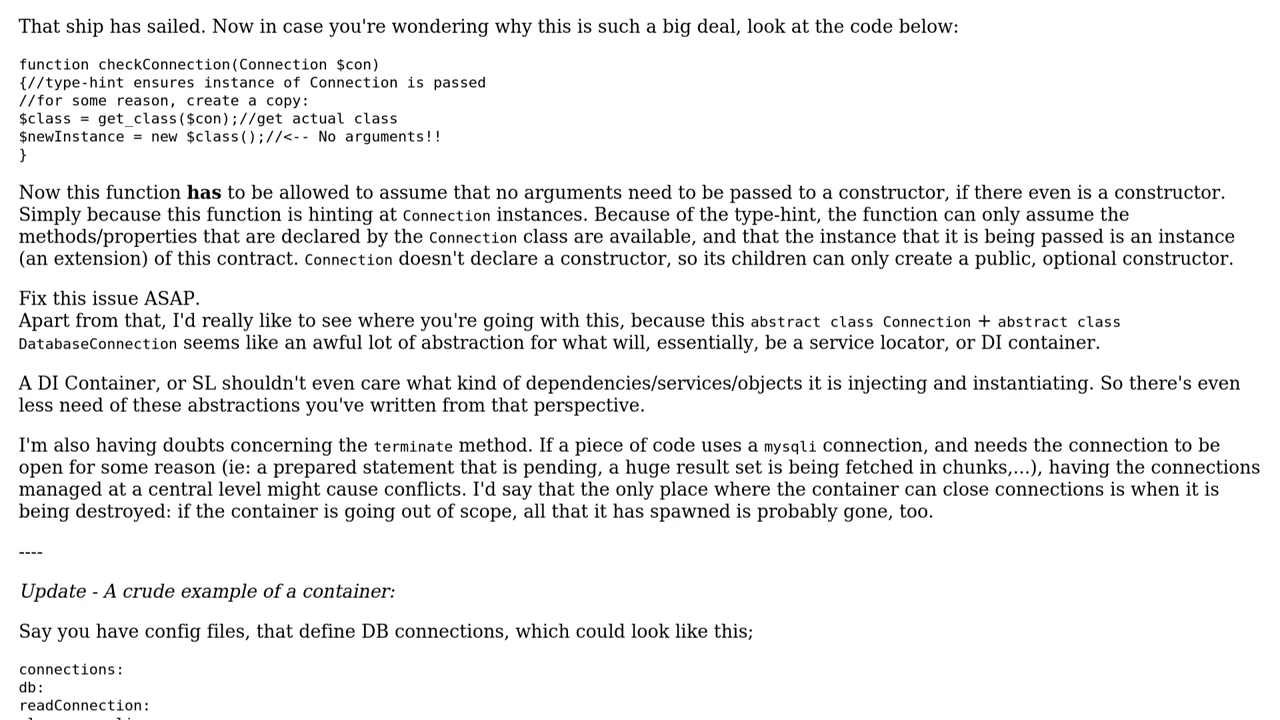 That ship has sailed. Now in case you're wondering why this is such a big deal, look at the code below:
function checkConnection(Connection $con)
{//type-hint ensures instance of Connection is passed
//for some reason, create a copy:
$class = get_class($con);//get actual class
$newInstance = new $class();//<-- No arguments!!
}
Now this function has to be allowed to assume that no arguments need to be passed to a constructor, if there even is a constructor.
Simply because this function is hinting at Connection instances. Because of the type-hint, the function can only assume the
methods/properties that are declared by the Connection class are available, and that the instance that it is being passed is an instance
(an extension) of this contract. Connection doesn't declare a constructor, so its children can only create a public, optional constructor.
Fix this issue ASAP.
Apart from that, I'd really like to see where you're going with this, because this abstract class Connection + abstract class
DatabaseConnection seems like an awful lot of abstraction for what will, essentially, be a service locator, or DI container.
A DI Container, or SL shouldn't even care what kind of dependencies/services/objects it is injecting and instantiating. So there's even
less need of these abstractions you've written from that perspective.
I'm also having doubts concerning the terminate method. If a piece of code uses a mysqli connection, and needs the connection to be
open for some reason (ie: a prepared statement that is pending, a huge result set is being fetched in chunks,...), having the connections
managed at a central level might cause conflicts. I'd say that the only place where the container can close connections is when it is
being destroyed: if the container is going out of scope, all that it has spawned is probably gone, too.
----
Update - A crude example of a container:
Say you have config files, that define DB connections, which could look like this;
connections:
db:
readConnection: